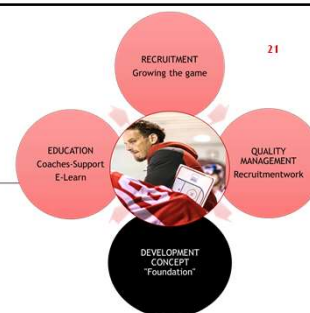 RECRUITMENT
Growing the game
21
EDUCATION
Coaches-Support
E-Learn
QUALITY
MANAGEMENT
Recruitmentwork
DEVELOPMENT
CONCEPT
"Foundation"